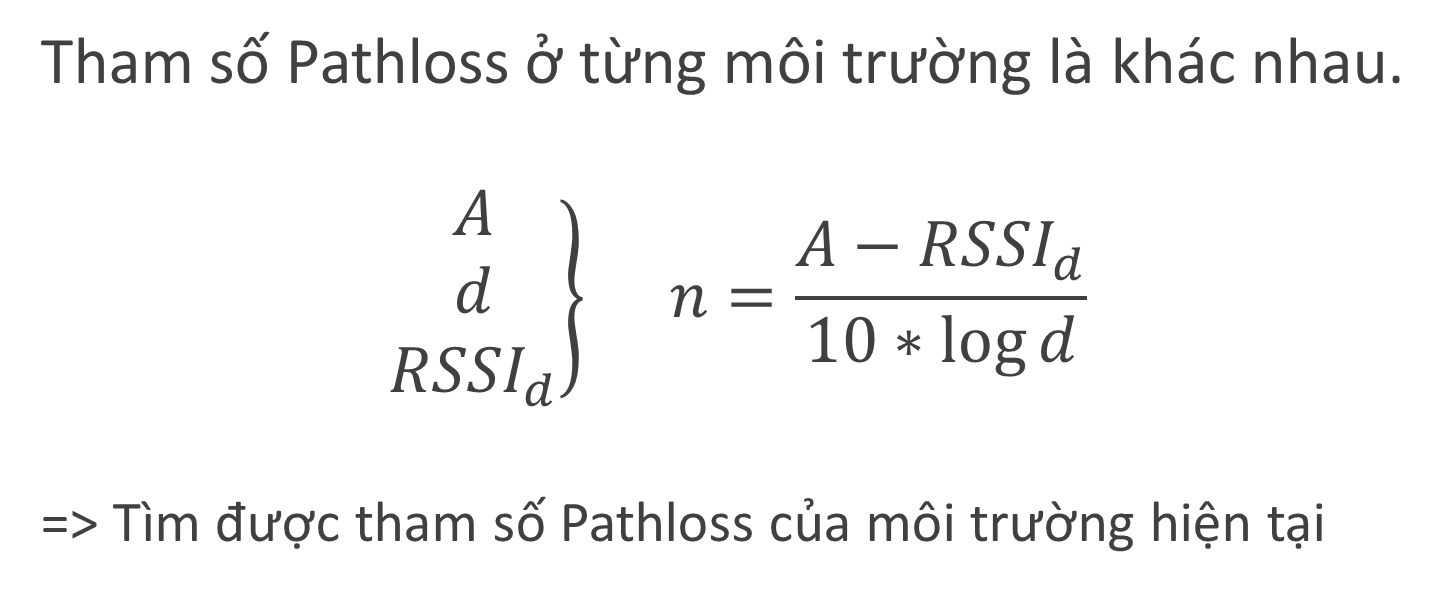 Tham số Pathloss ở từng môi trường là khác nhau.
A
d
RSSI_d
} n = (A − RSSI_d) / (10 * log d)
=> Tìm được tham số Pathloss của môi trường hiện tại